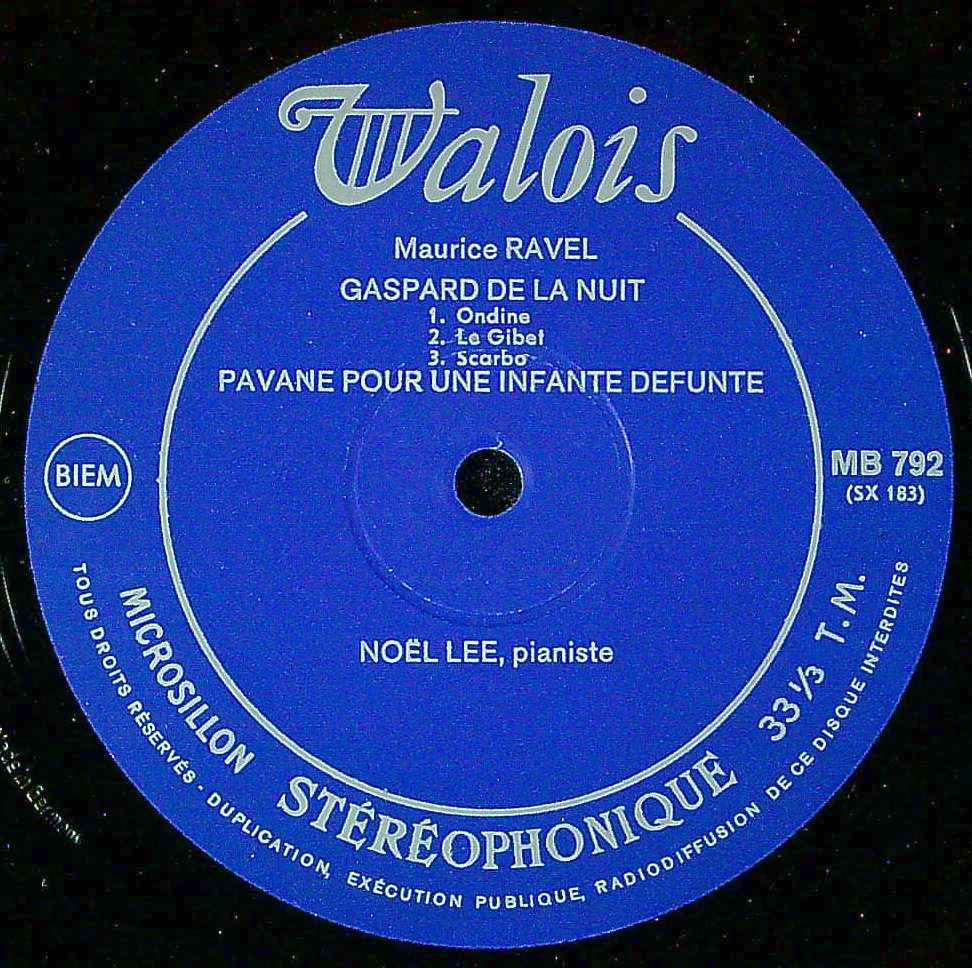 Valois
Maurice RAVEL
GASPARD DE LA NUIT
1. Ondine
2. Le Gibet
3. Scarbo
PAVANE POUR UNE INFANTE DEFUNTE
BIEM
MB 792
(SX 183)
NOËL LEE, pianiste
MICROSILLON STÉRÉOPHONIQUE 33 1/3 T.M.
TOUS DROITS RÉSERVÉS - DUPLICATION, EXÉCUTION PUBLIQUE, RADIODIFFUSION DE CE DISQUE INTERDITES